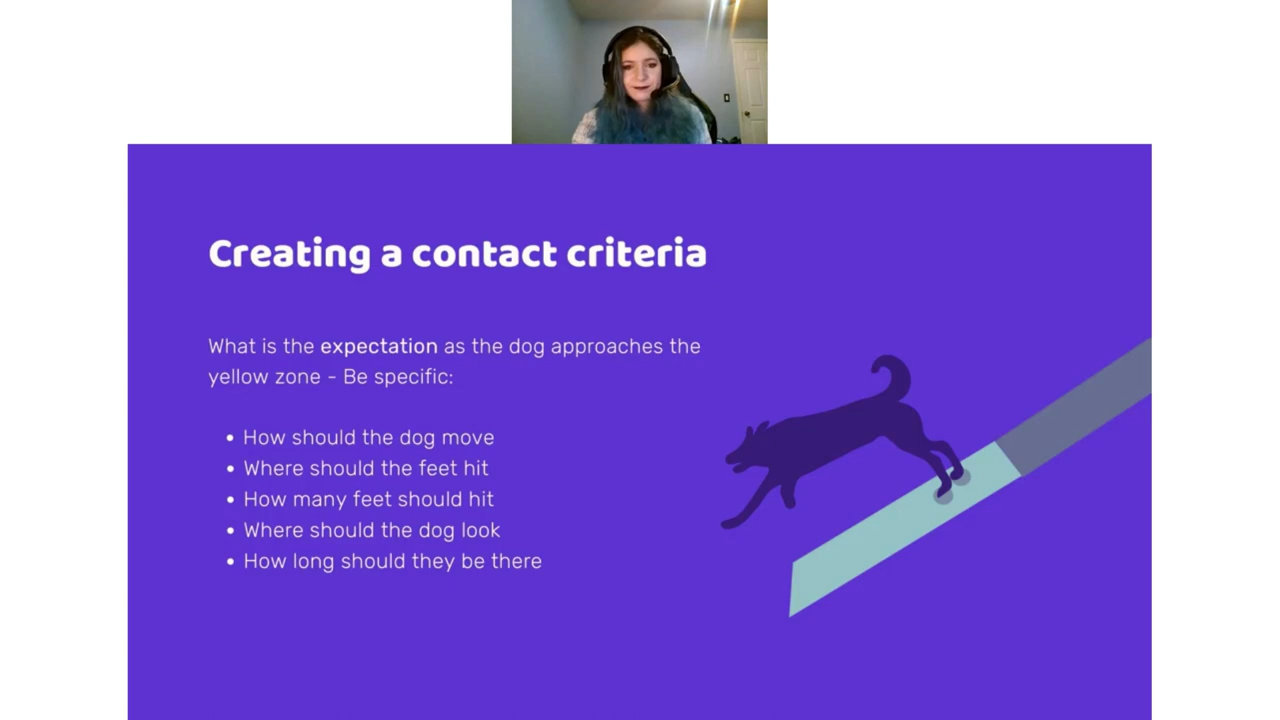 Creating a contact criteria
What is the expectation as the dog approaches the
yellow zone - Be specific:
• How should the dog move
• Where should the feet hit
• How many feet should hit
• Where should the dog look
• How long should they be there